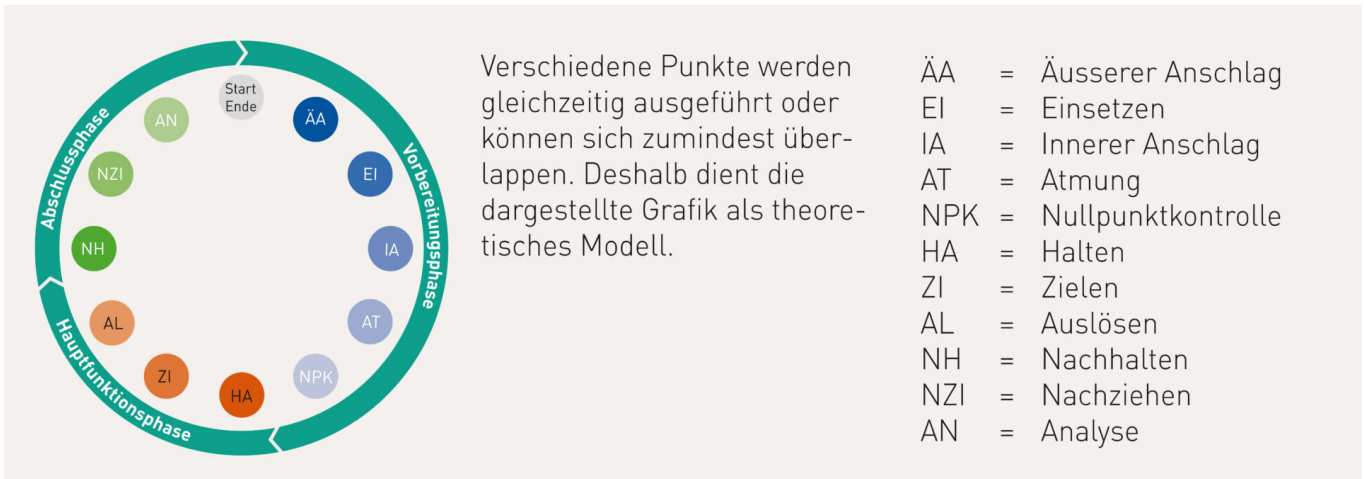 Start
Ende
ÄA
EI
IA
AT
NPK
HA
ZI
AL
NH
NZI
AN
Vorbereitungsphase
Hauptfunktionsphase
Abschlussphase
Verschiedene Punkte werden
gleichzeitig ausgeführt oder
können sich zumindest über-
lappen. Deshalb dient die
dargestellte Grafik als theore-
tisches Modell.
ÄA = Äusserer Anschlag
EI = Einsetzen
IA = Innerer Anschlag
AT = Atmung
NPK = Nullpunktkontrolle
HA = Halten
ZI = Zielen
AL = Auslösen
NH = Nachhalten
NZI = Nachziehen
AN = Analyse